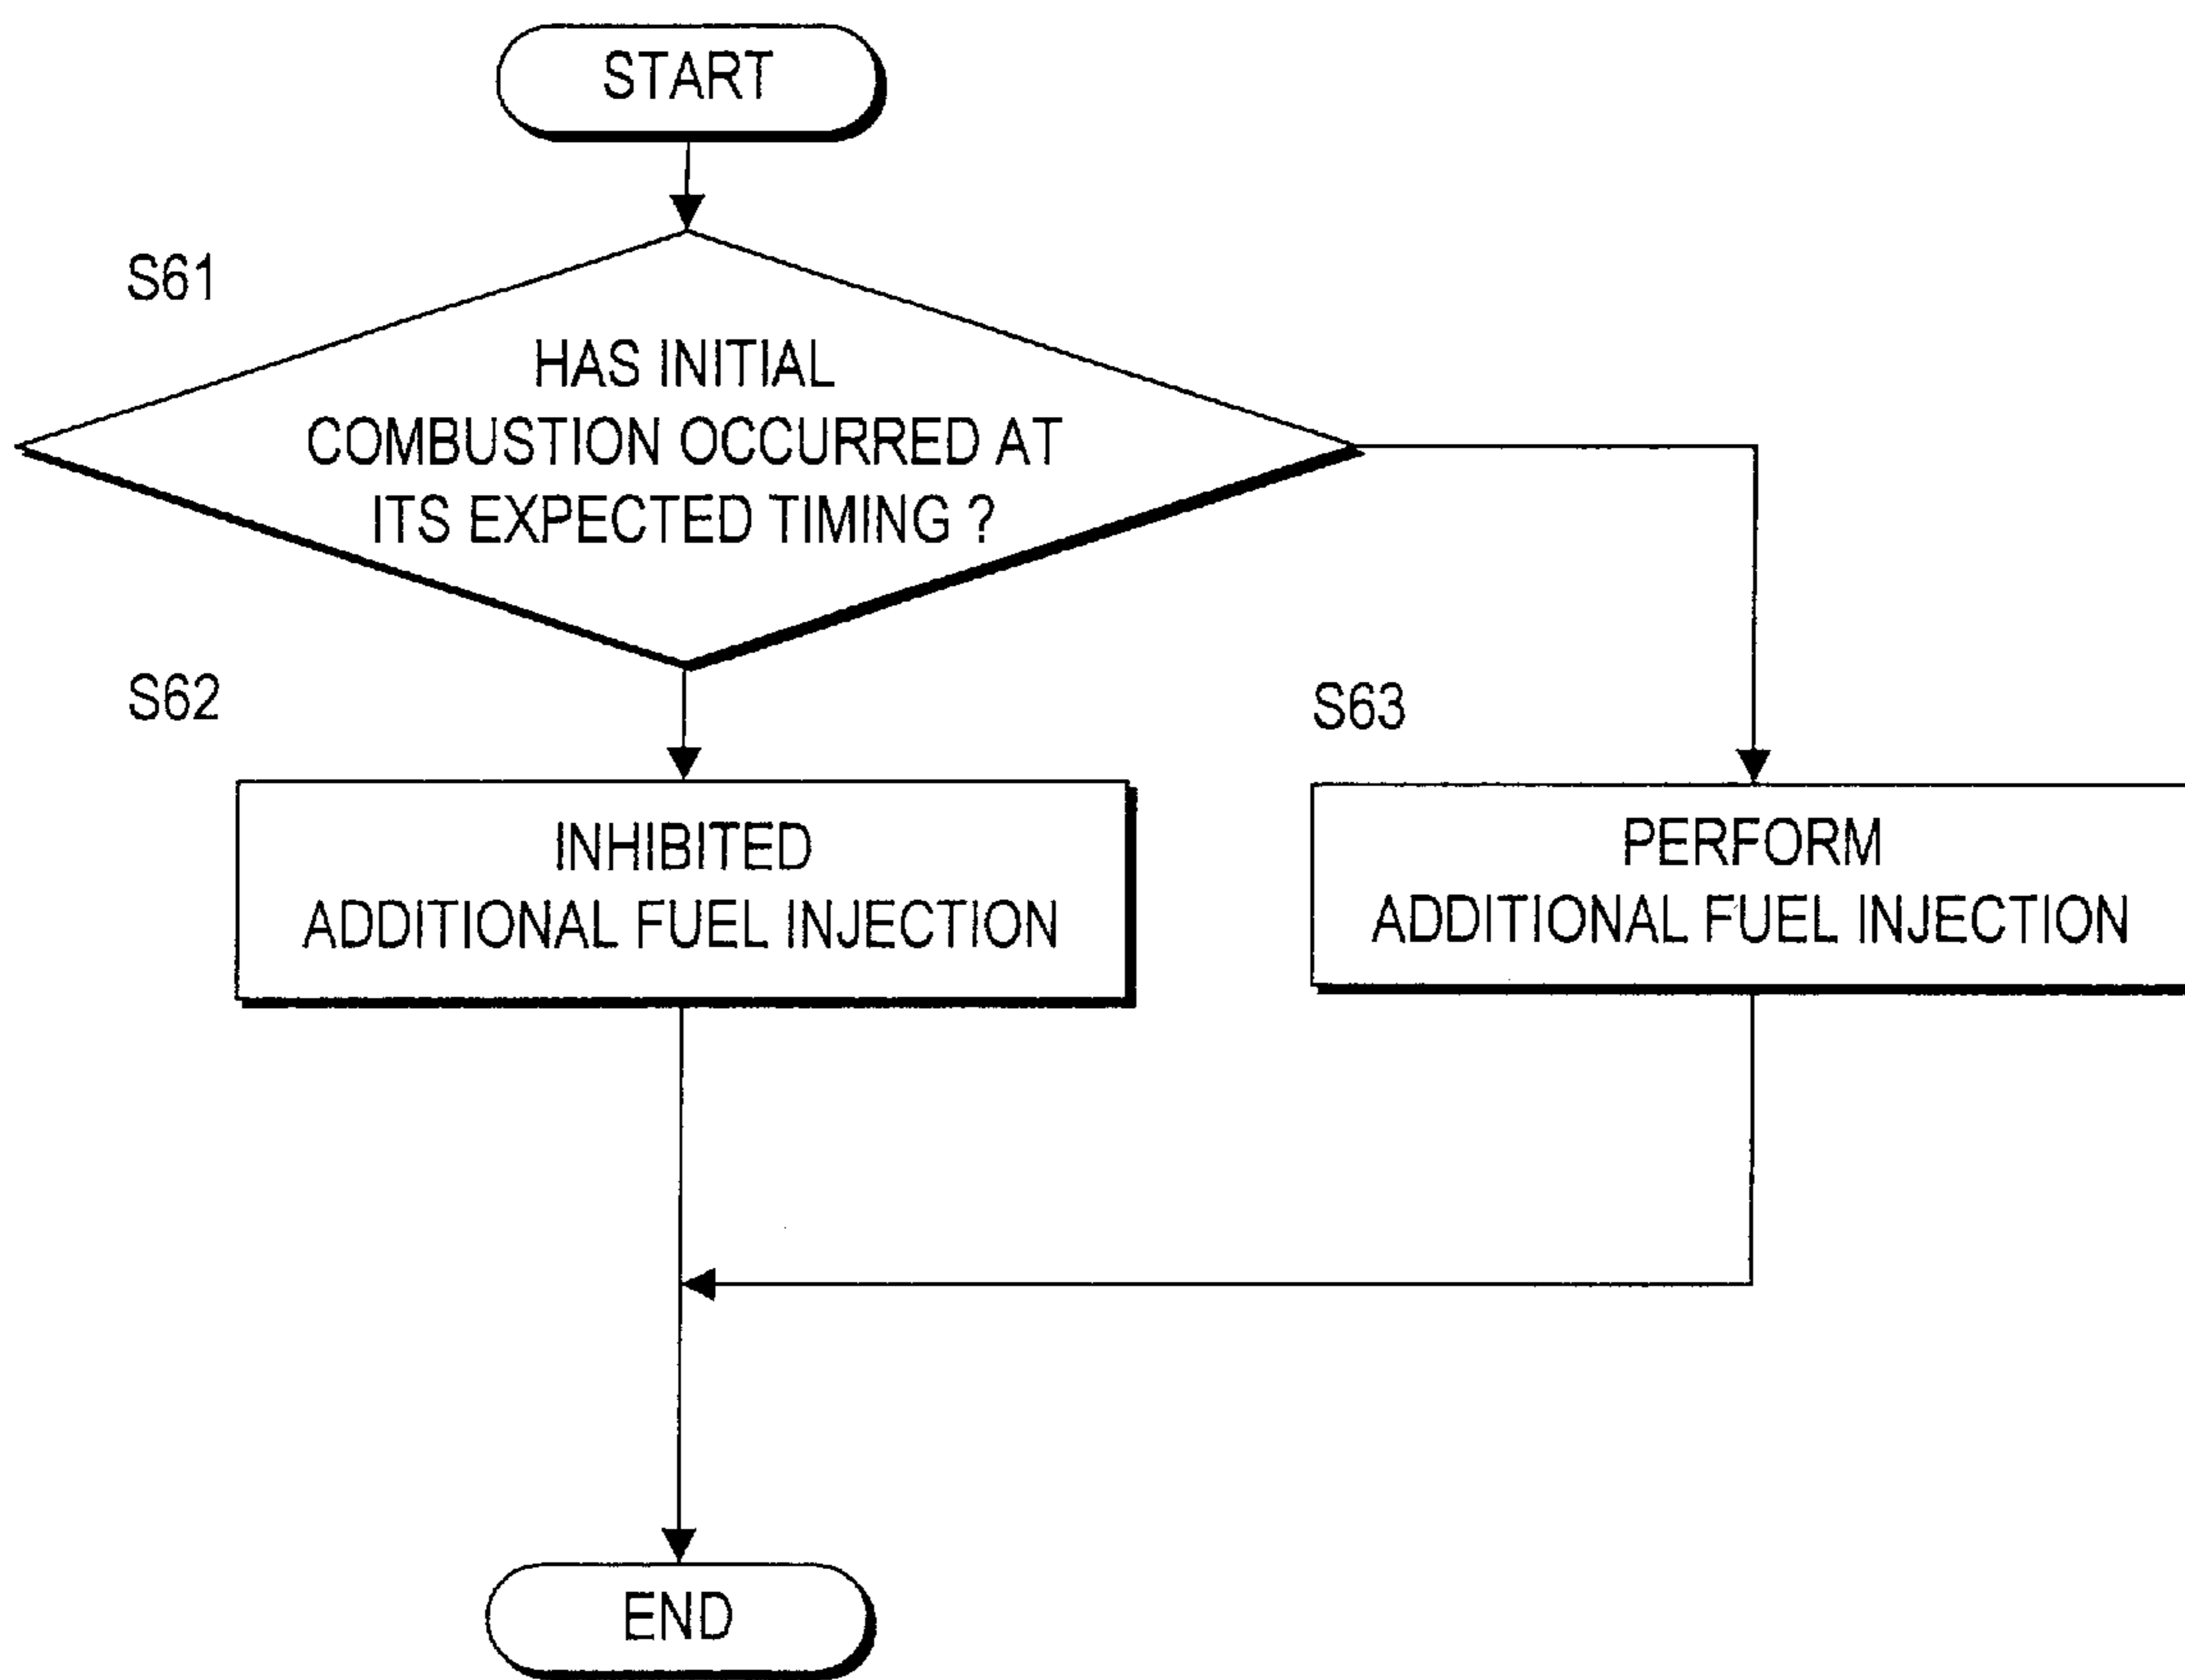 START
S61
HAS INITIAL
COMBUSTION OCCURRED AT
ITS EXPECTED TIMING ?
S62
INHIBITED
ADDITIONAL FUEL INJECTION
S63
PERFORM
ADDITIONAL FUEL INJECTION
END